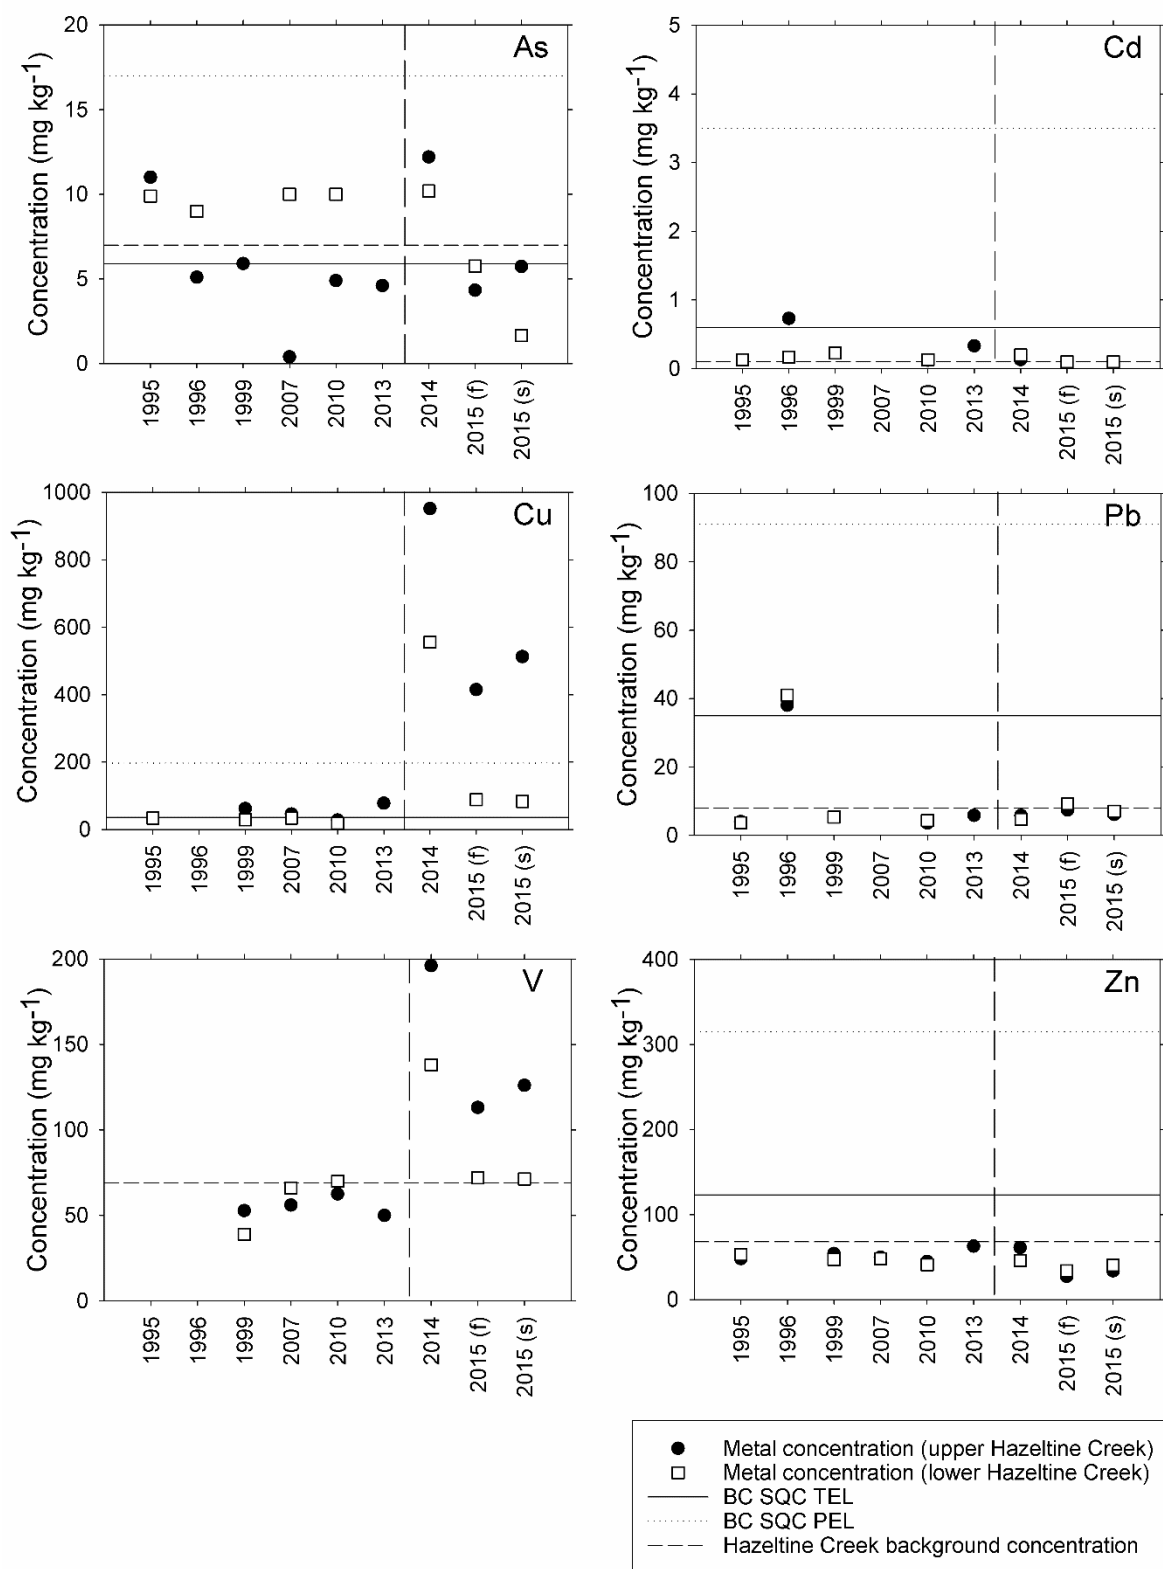 As
Concentration (mg kg⁻¹)
20
15
10
5
0
1995
1996
1999
2007
2010
2013
2014
2015 (f)
2015 (s)
Cd
Concentration (mg kg⁻¹)
5
4
3
2
1
0
1995
1996
1999
2007
2010
2013
2014
2015 (f)
2015 (s)
Cu
Concentration (mg kg⁻¹)
1000
800
600
400
200
0
1995
1996
1999
2007
2010
2013
2014
2015 (f)
2015 (s)
Pb
Concentration (mg kg⁻¹)
100
80
60
40
20
0
1995
1996
1999
2007
2010
2013
2014
2015 (f)
2015 (s)
V
Concentration (mg kg⁻¹)
200
150
100
50
0
1995
1996
1999
2007
2010
2013
2014
2015 (f)
2015 (s)
Zn
Concentration (mg kg⁻¹)
400
300
200
100
0
1995
1996
1999
2007
2010
2013
2014
2015 (f)
2015 (s)
Metal concentration (upper Hazeltine Creek)
Metal concentration (lower Hazeltine Creek)
BC SQC TEL
BC SQC PEL
Hazeltine Creek background concentration